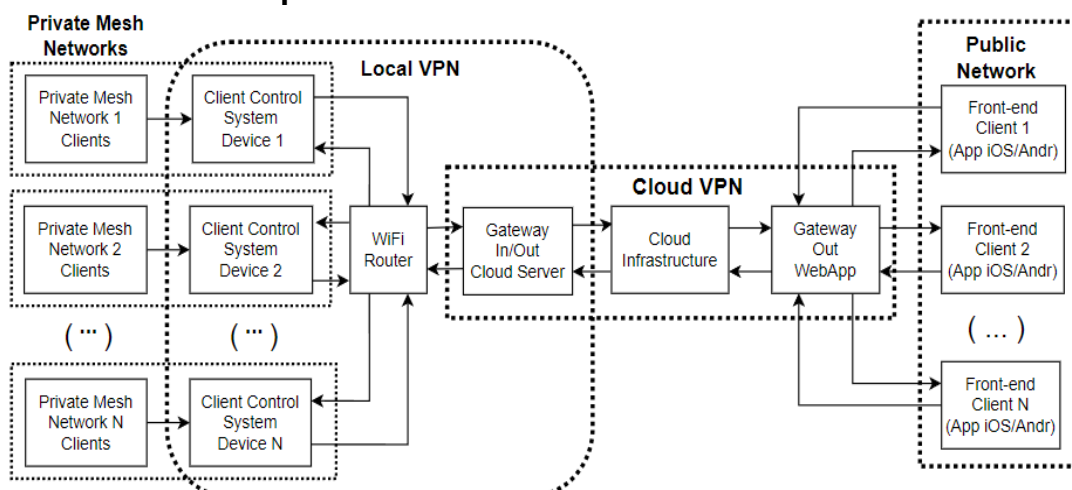 Private Mesh
Networks
Local VPN
Public
Network
Private Mesh
Network 1
Clients
Client Control
System
Device 1
Front-end
Client 1
(App iOS/Andr)
Cloud VPN
Private Mesh
Network 2
Clients
Client Control
System
Device 2
WiFi
Router
Gateway
In/Out
Cloud Server
Cloud
Infrastructure
Gateway
Out
WebApp
Front-end
Client 2
(App iOS/Andr)
(...)
(...)
(...)
Private Mesh
Network N
Clients
Client Control
System
Device N
Front-end
Client N
(App iOS/Andr)